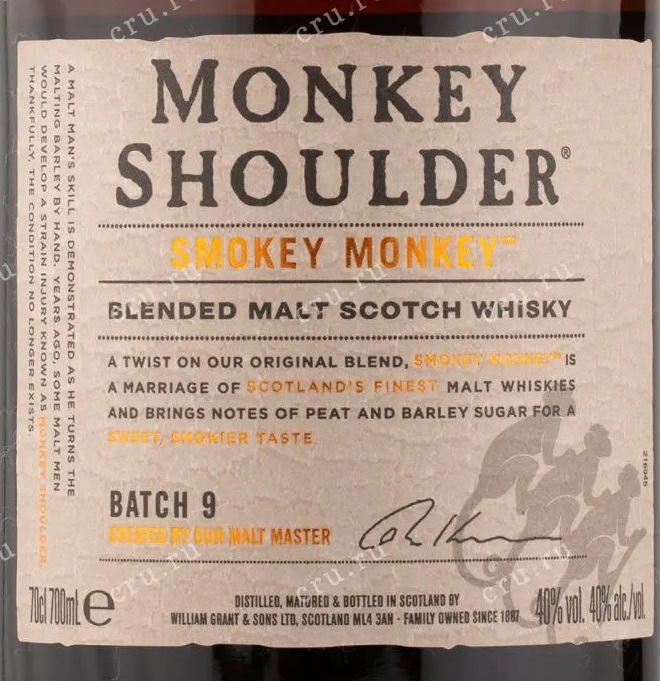 MONKEY
SHOULDER®
SMOKEY MONKEY™
BLENDED MALT SCOTCH WHISKY
A TWIST ON OUR ORIGINAL BLEND, SMOKEY MONKEY™ IS
A MARRIAGE OF SCOTLAND'S FINEST MALT WHISKIES
AND BRINGS NOTES OF PEAT AND BARLEY SUGAR FOR A
SWEET, SMOKIER TASTE
BATCH 9
CREATED BY OUR MALT MASTER
70cl 700mL e
DISTILLED, MATURED & BOTTLED IN SCOTLAND BY
WILLIAM GRANT & SONS LTD, SCOTLAND ML4 3AN - FAMILY OWNED SINCE 1887
40% vol. 40% alc./vol.
A MALT MAN'S SKILL IS DEMONSTRATED AS HE TURNS THE
MALTING BARLEY BY HAND. YEARS AGO, SOME MALT MEN
WOULD DEVELOP A STRAIN INJURY KNOWN AS MONKEY SHOULDER.
THANKFULLY, THE CONDITION NO LONGER EXISTS.
218945
cru.ru